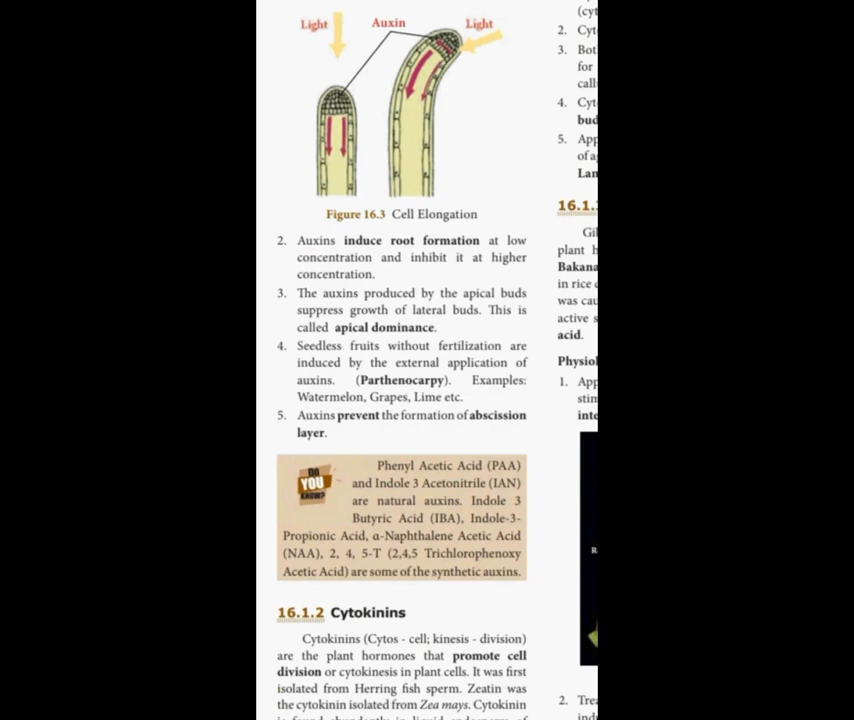 Light
Auxin
Light
Figure 16.3 Cell Elongation
2. Auxins induce root formation at low
concentration and inhibit it at higher
concentration.
3. The auxins produced by the apical buds
suppress growth of lateral buds. This is
called apical dominance.
4. Seedless fruits without fertilization are
induced by the external application of
auxins. (Parthenocarpy). Examples:
Watermelon, Grapes, Lime etc.
5. Auxins prevent the formation of abscission
layer.
DO
YOU
KNOW?
Phenyl Acetic Acid (PAA)
and Indole 3 Acetonitrile (IAN)
are natural auxins. Indole 3
Butyric Acid (IBA), Indole-3-
Propionic Acid, α-Naphthalene Acetic Acid
(NAA), 2, 4, 5-T (2,4,5 Trichlorophenoxy
Acetic Acid) are some of the synthetic auxins.
16.1.2 Cytokinins
Cytokinins (Cytos - cell; kinesis - division)
are the plant hormones that promote cell
division or cytokinesis in plant cells. It was first
isolated from Herring fish sperm. Zeatin was
the cytokinin isolated from Zea mays. Cytokinin
(cyt
2. Cyt
3. Bot
for
call
4. Cyt
bud
5. App
of a
Lan
16.1.
Gi
plant h
Bakana
in rice
was cau
active s
acid.
Physiol
1. App
stim
inte
R
2. Trea